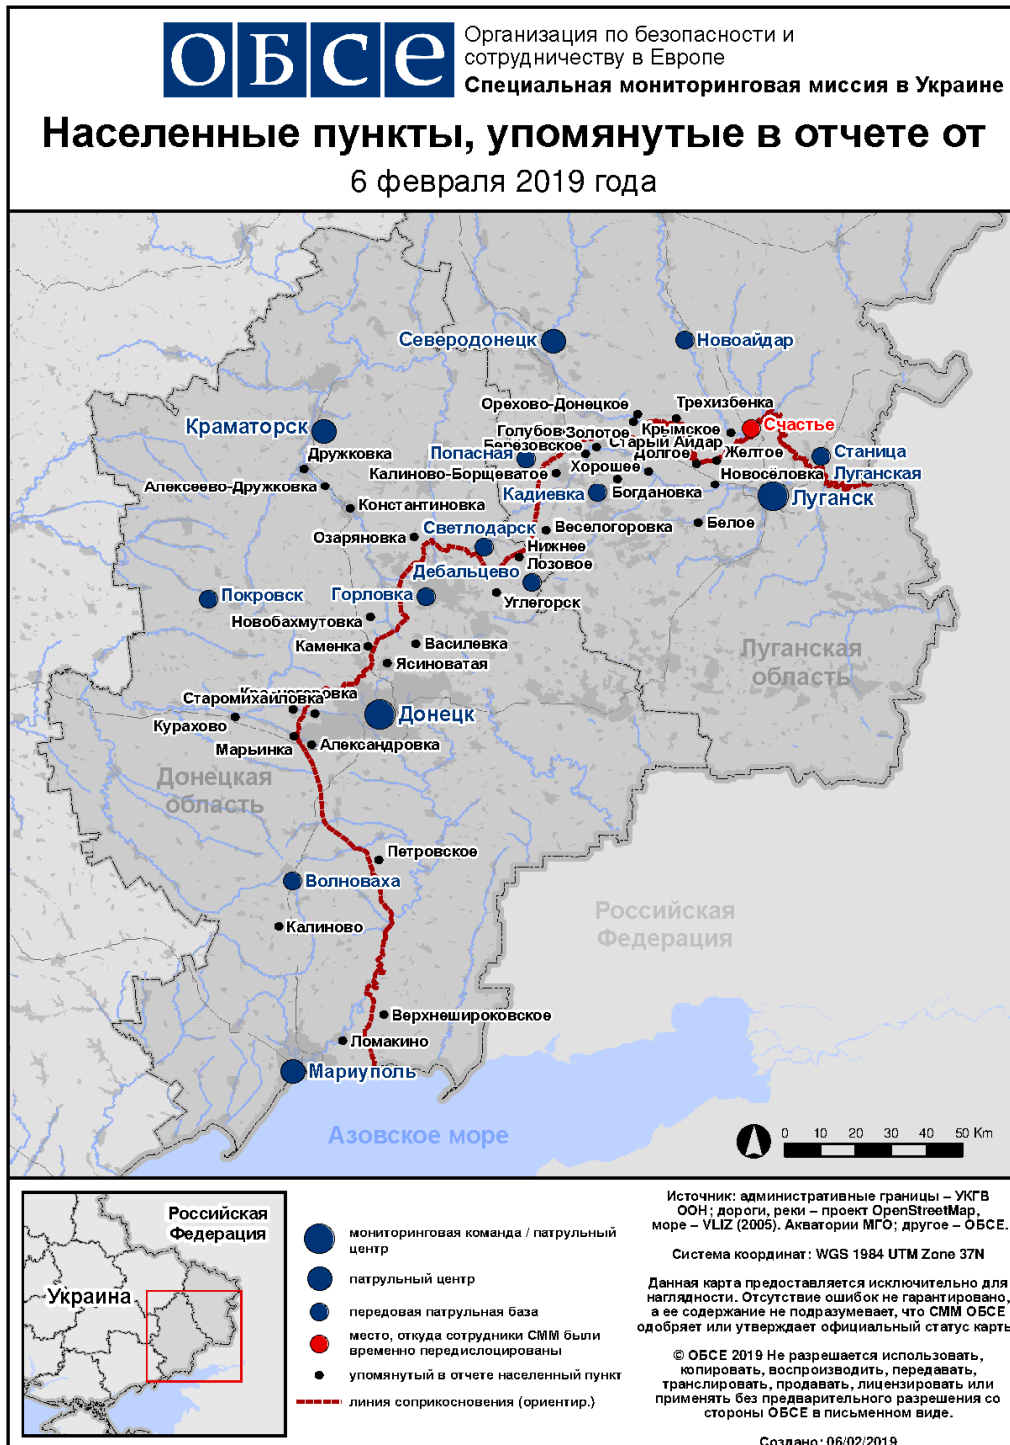 ОБСЕ
Организация по безопасности и
сотрудничеству в Европе
Специальная мониторинговая миссия в Украине
Населенные пункты, упомянутые в отчете от
6 февраля 2019 года
Северодонецк
Новоайдар
Орехово-Донецкое
Трехизбенка
Краматорск
Голубовское
Золотое
Крымское
Счастье
Дружковка
Березовское
Старый Айдар
Попасная
Долгое
Желтое
Станица
Луганская
Калиново-Борщеватое
Хорошее
Новосёловка
Алексеево-Дружковка
Кадиевка
Богдановка
Луганск
Константиновка
Светлодарск
Веселогоровка
Белое
Озаряновка
Нижнее
Лозовое
Дебальцево
Покровск
Горловка
Углегорск
Новобахмутовка
Каменка
Василевка
Ясиноватая
Луганская
область
Красногоровка
Старомихайловка
Курахово
Донецк
Марьинка
Александровка
Донецкая
область
Петровское
Волноваха
Калиново
Российская
Федерация
Верхнешироковское
Ломакино
Мариуполь
Азовское море
0 10 20 30 40 50 Km
Российская
Федерация
Украина
мониторинговая команда / патрульный
центр
патрульный центр
передовая патрульная база
место, откуда сотрудники СММ были
временно передислоцированы
упомянутый в отчете населенный пункт
линия соприкосновения (ориентир.)
Источник: административные границы – УКГВ
ООН; дороги, реки – проект OpenStreetMap,
море – VLIZ (2005). Акватории МГО; другое – ОБСЕ.
Система координат: WGS 1984 UTM Zone 37N
Данная карта предоставляется исключительно для
наглядности. Отсутствие ошибок не гарантировано,
а ее содержание не подразумевает, что СММ ОБСЕ
одобряет или утверждает официальный статус карты
© ОБСЕ 2019 Не разрешается использовать,
копировать, воспроизводить, передавать,
транслировать, продавать, лицензировать или
применять без предварительного разрешения со
стороны ОБСЕ в письменном виде.
Создано: 06/02/2019